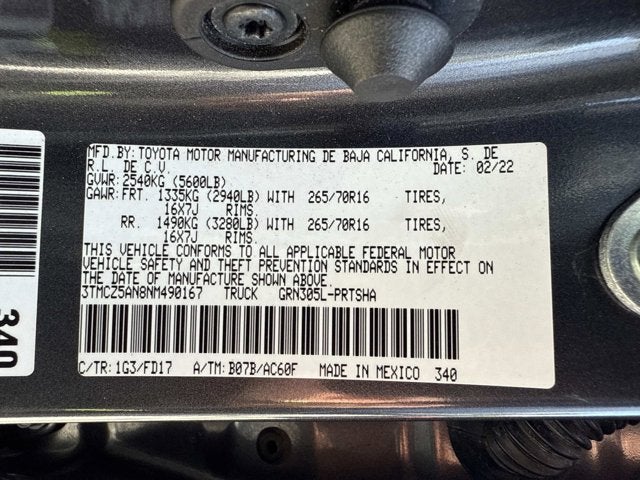 MFD.BY:TOYOTA MOTOR MANUFACTURING DE BAJA CALIFORNIA, S. DE
R.L. DE C.V. DATE: 02/22
GVWR:2540KG (5600LB)
GAWR:FRT. 1335KG (2940LB) WITH 265/70R16 TIRES,
16X7J RIMS.
RR. 1490KG (3280LB) WITH 265/70R16 TIRES,
16X7J RIMS.
THIS VEHICLE CONFORMS TO ALL APPLICABLE FEDERAL MOTOR
VEHICLE SAFETY AND THEFT PREVENTION STANDARDS IN EFFECT ON
THE DATE OF MANUFACTURE SHOWN ABOVE.
3TMCZ5AN8NM490167 TRUCK GRN305L-PRTSHA
C/TR:1G3/FD17 A/TM:B07B/AC60F MADE IN MEXICO 340
340